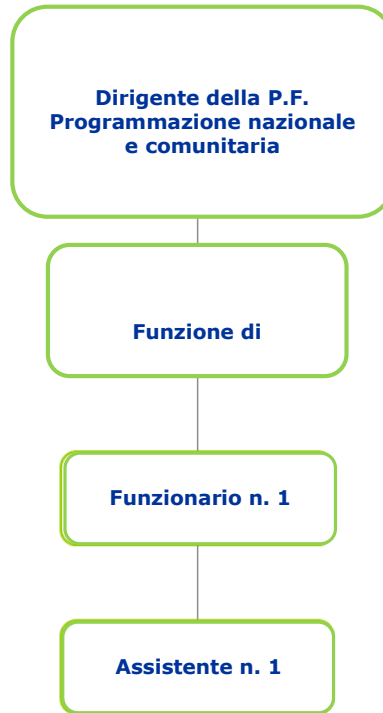 Dirigente della P.F.
Programmazione nazionale
e comunitaria
Funzione di
Funzionario n. 1
Assistente n. 1